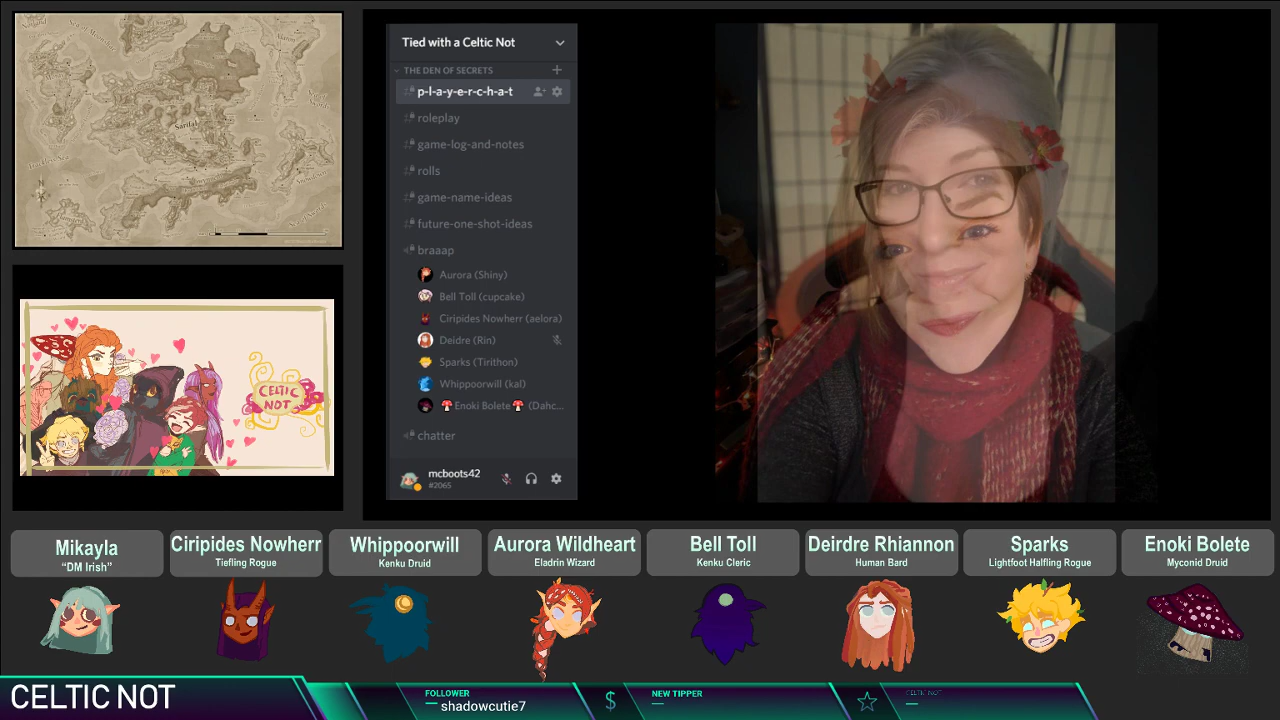 Sardak
CELTIC
NOT
Tied with a Celtic Not
THE DEN OF SECRETS
p-l-a-y-e-r-c-h-a-t
roleplay
game-log-and-notes
rolls
game-name-ideas
future-one-shot-ideas
braaap
Aurora (Shiny)
Bell Toll (cupcake)
Ciripides Nowherr (aelora)
Deidre (Rin)
Sparks (Tirithon)
Whippoorwill (kal)
🍄Enoki Bolete🍄 (Dahc...
chatter
mcboots42
#2065
Mikayla
“DM Irish”
Ciripides Nowherr
Tiefling Rogue
Whippoorwill
Kenku Druid
Aurora Wildheart
Eladrin Wizard
Bell Toll
Kenku Cleric
Deirdre Rhiannon
Human Bard
Sparks
Lightfoot Halfling Rogue
Enoki Bolete
Myconid Druid
CELTIC NOT
FOLLOWER
shadowcutie7
$
NEW TIPPER
CELTIC NOT